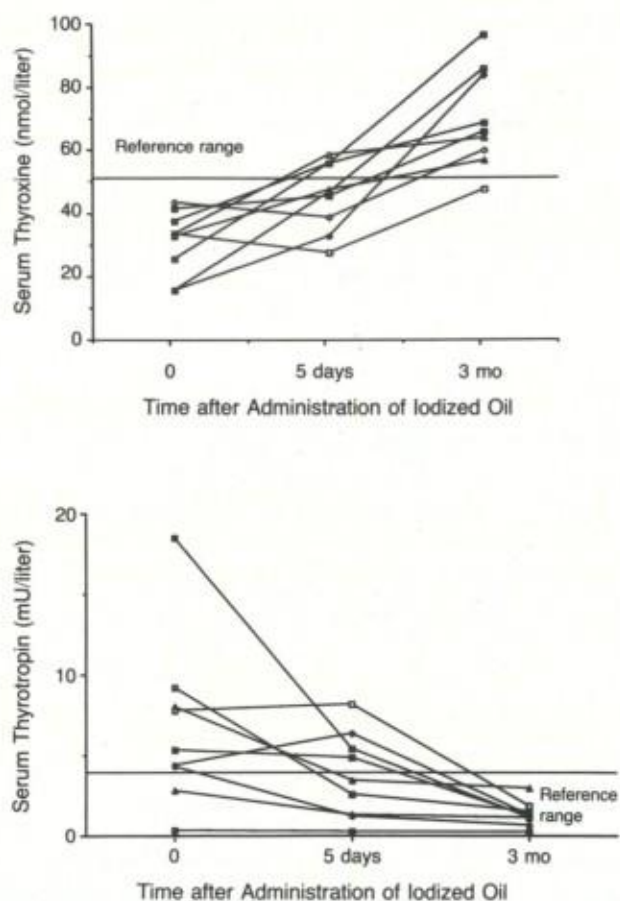 100
80
60
40
20
0
Serum Thyroxine (nmol/liter)
Reference range
0 5 days 3 mo
Time after Administration of Iodized Oil
20
10
0
Serum Thyrotropin (mU/liter)
Reference
range
0 5 days 3 mo
Time after Administration of Iodized Oil